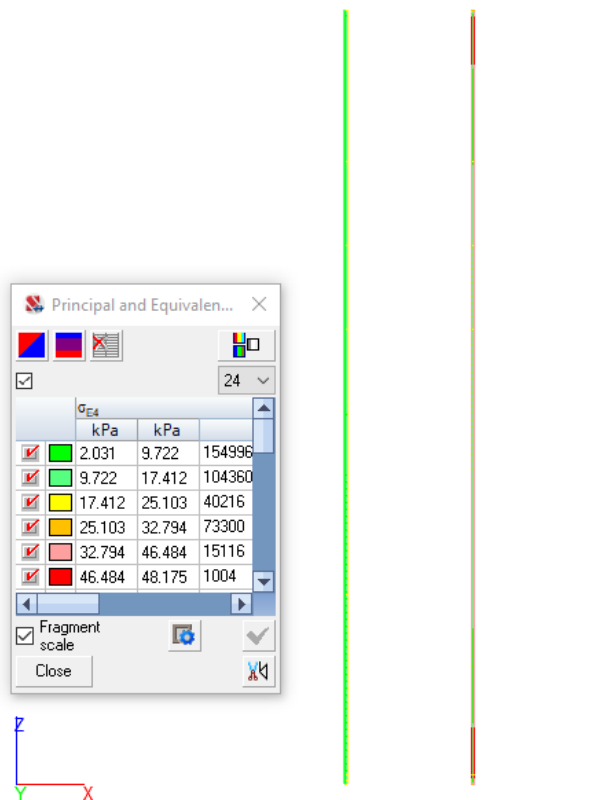 Principal and Equivalen...
24
σE4
kPa kPa
2.031 9.722 154996
9.722 17.412 104360
17.412 25.103 40216
25.103 32.794 73300
32.794 46.484 15116
46.484 48.175 1004
Fragment
scale
Close
Z
Y X